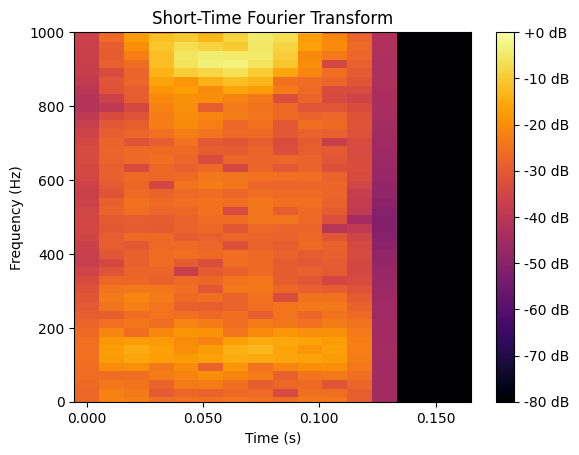 Short-Time Fourier Transform
1000
800
600
400
200
0
Frequency (Hz)
0.000
0.050
0.100
0.150
Time (s)
+0 dB
-10 dB
-20 dB
-30 dB
-40 dB
-50 dB
-60 dB
-70 dB
-80 dB